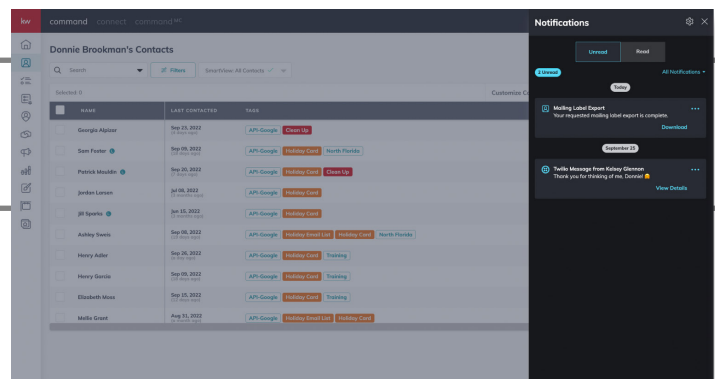 kw
command connect command MC
Donnie Brookman's Contacts
Search
Filters
SmartView: All Contacts
Selected: 0
Customize Co
NAME LAST CONTACTED TAGS
Georgia Alpizar Sep 23, 2022 API-Google Clean Up
Sam Foster Sep 09, 2022 API-Google Holiday Card North Florida
Patrick Mauldin Sep 20, 2022 API-Google Holiday Card Clean Up
Jordan Larson Jul 08, 2022 API-Google Holiday Card
Jill Sparks Jun 15, 2022 API-Google Holiday Card
Ashley Sweis Sep 08, 2022 API-Google Holiday Email List Holiday Card North Florida
Henry Adler Sep 26, 2022 API-Google Holiday Card Training
Henry Garcia Sep 09, 2022 API-Google Holiday Card Training
Elizabeth Moss Sep 15, 2022 API-Google Holiday Card Training
Mellis Grant Aug 31, 2022 API-Google Holiday Email List Holiday Card
Notifications
Unread Read
2 Unread All Notifications
Today
Mailing Label Export
Your requested mailing label export is complete.
Download
September 25
Twilio Message from Kelsey Glennon
Thank you for thinking of me, Donnie!
View Details